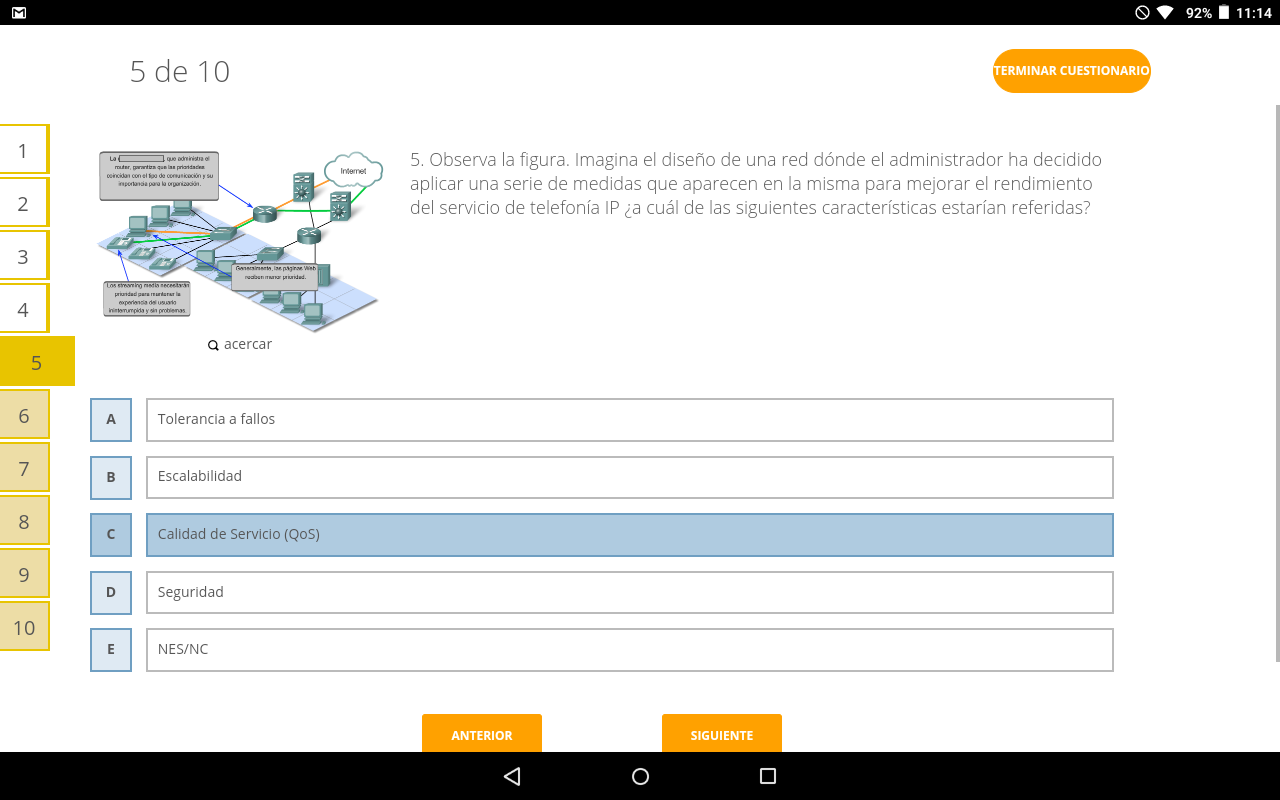 92% 11:14
5 de 10
TERMINAR CUESTIONARIO
1
2
3
4
5
6
7
8
9
10
La , que administra el
router, garantiza que las prioridades
coincidan con el tipo de comunicación y su
importancia para la organización.
Internet
Generalmente, las páginas Web
reciben menor prioridad.
Los streaming media necesitarán
prioridad para mantener la
experiencia del usuario
ininterrumpida y sin problemas.
acercar
5. Observa la figura. Imagina el diseño de una red dónde el administrador ha decidido
aplicar una serie de medidas que aparecen en la misma para mejorar el rendimiento
del servicio de telefonía IP ¿a cuál de las siguientes características estarían referidas?
A Tolerancia a fallos
B Escalabilidad
C Calidad de Servicio (QoS)
D Seguridad
E NES/NC
ANTERIOR SIGUIENTE